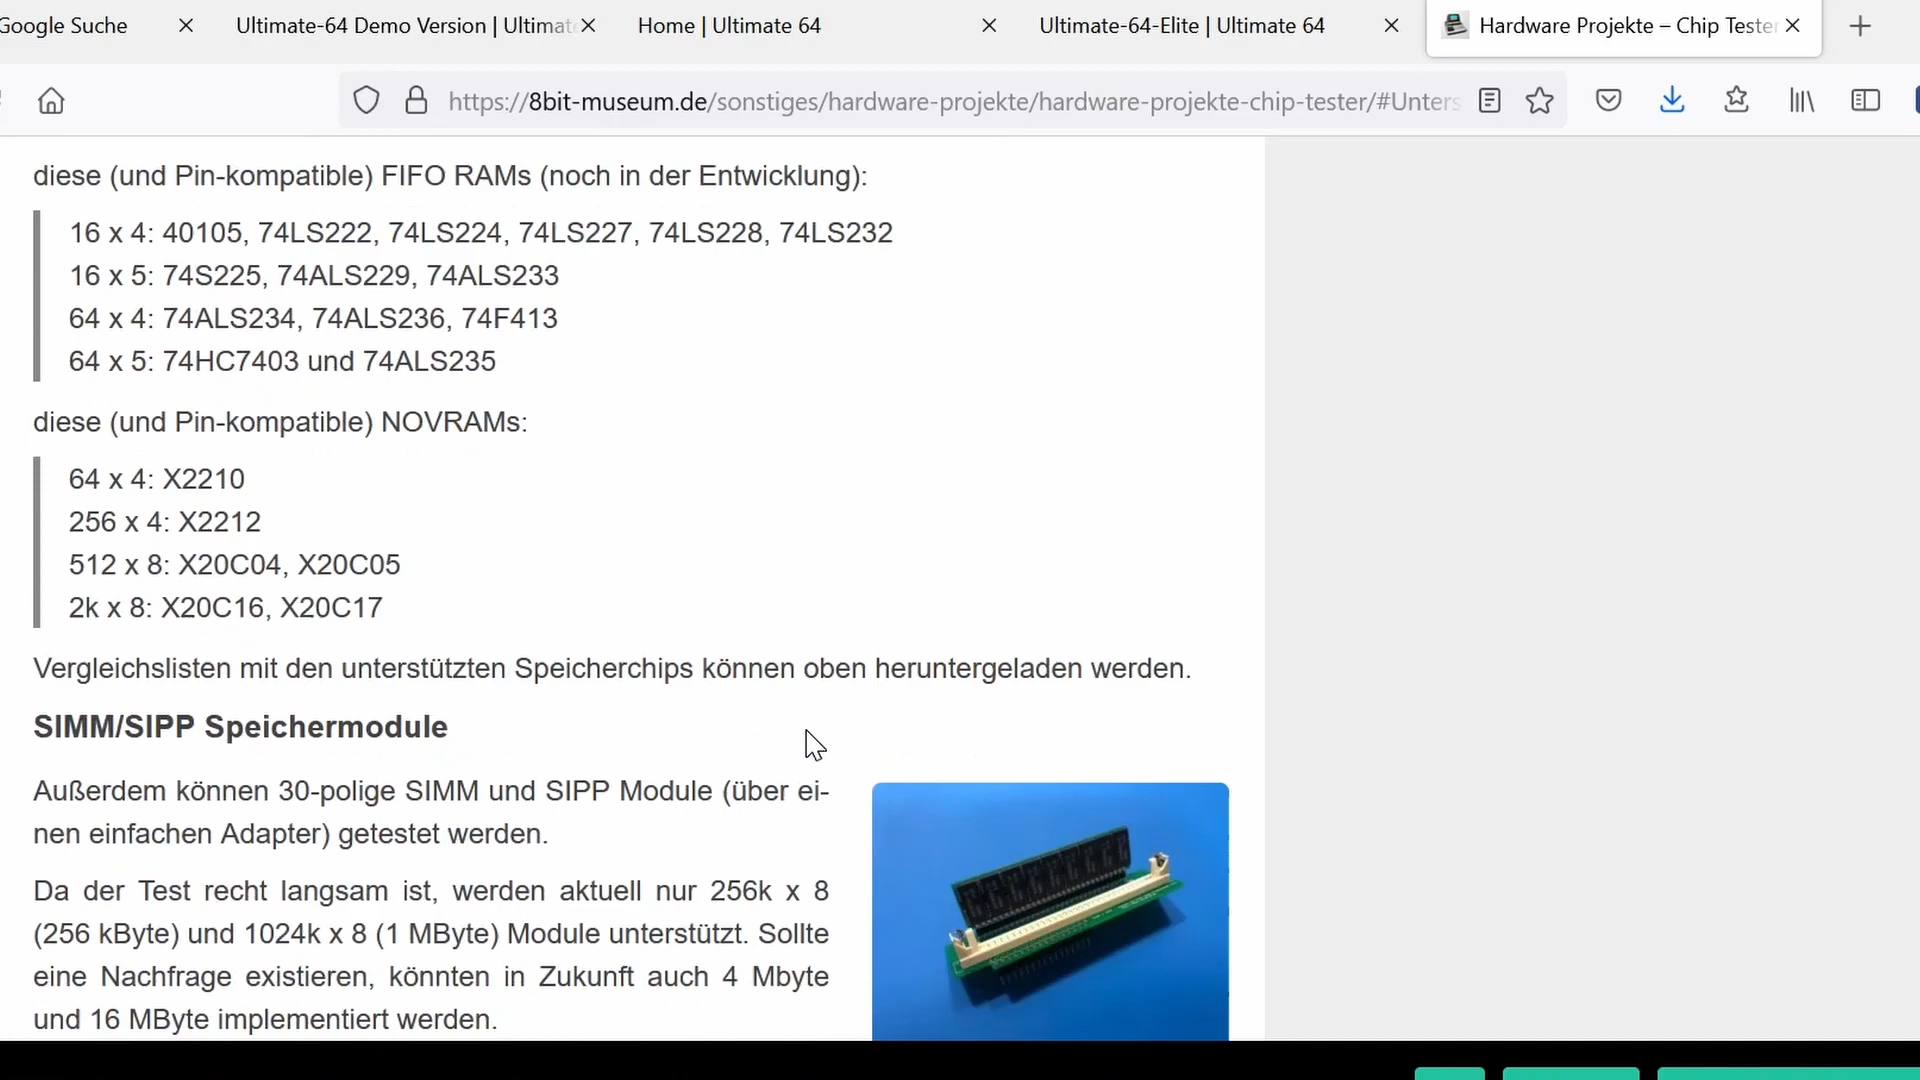 Google Suche
Ultimate-64 Demo Version | Ultimat
Home | Ultimate 64
Ultimate-64-Elite | Ultimate 64
Hardware Projekte – Chip Tester
https://8bit-museum.de/sonstiges/hardware-projekte/hardware-projekte-chip-tester/#Unters
diese (und Pin-kompatible) FIFO RAMs (noch in der Entwicklung):
16 x 4: 40105, 74LS222, 74LS224, 74LS227, 74LS228, 74LS232
16 x 5: 74S225, 74ALS229, 74ALS233
64 x 4: 74ALS234, 74ALS236, 74F413
64 x 5: 74HC7403 und 74ALS235
diese (und Pin-kompatible) NOVRAMs:
64 x 4: X2210
256 x 4: X2212
512 x 8: X20C04, X20C05
2k x 8: X20C16, X20C17
Vergleichslisten mit den unterstützten Speicherchips können oben heruntergeladen werden.
SIMM/SIPP Speichermodule
Außerdem können 30-polige SIMM und SIPP Module (über ei-
nen einfachen Adapter) getestet werden.
Da der Test recht langsam ist, werden aktuell nur 256k x 8
(256 kByte) und 1024k x 8 (1 MByte) Module unterstützt. Sollte
eine Nachfrage existieren, könnten in Zukunft auch 4 Mbyte
und 16 MByte implementiert werden.